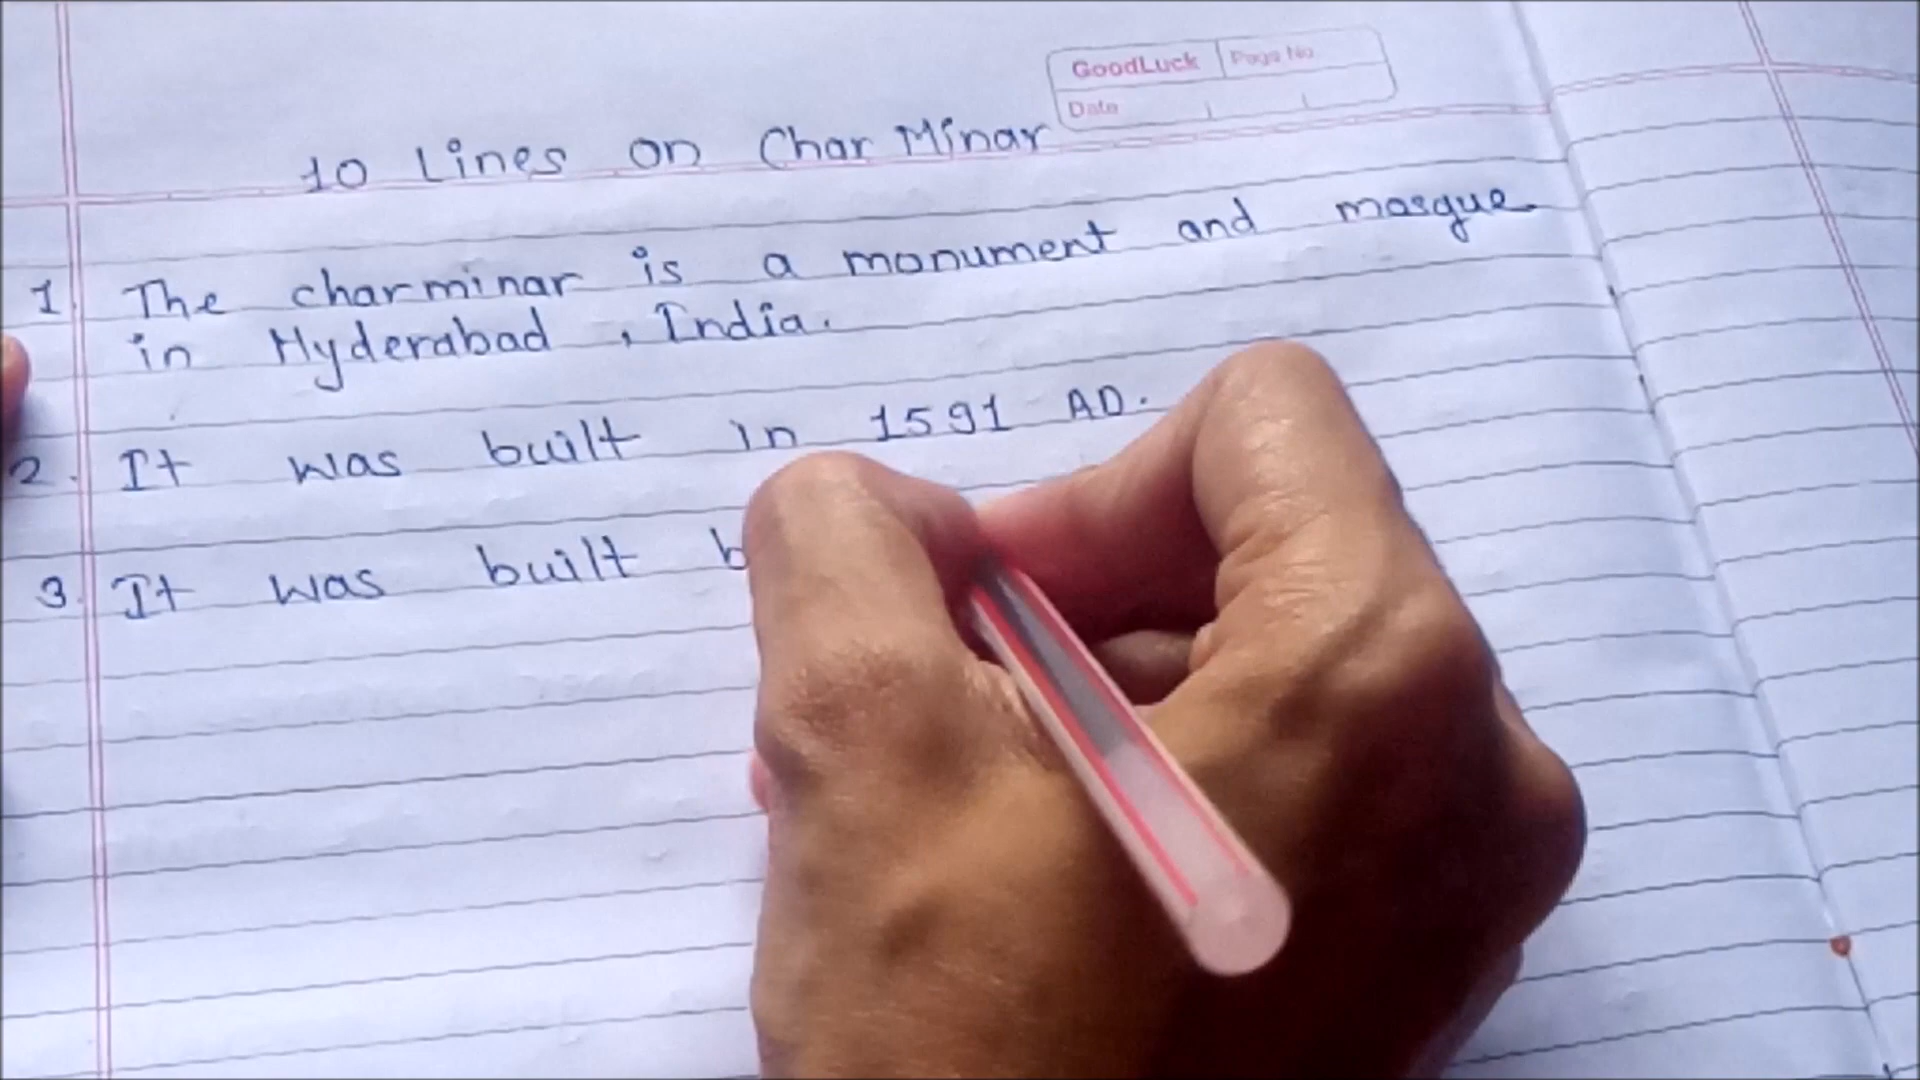 GoodLuck Page No.
Date
10 Lines on Char Minar
1. The charminar is a monument and mosque
in Hyderabad , India.
2. It was built in 1591 AD.
3. It was built b